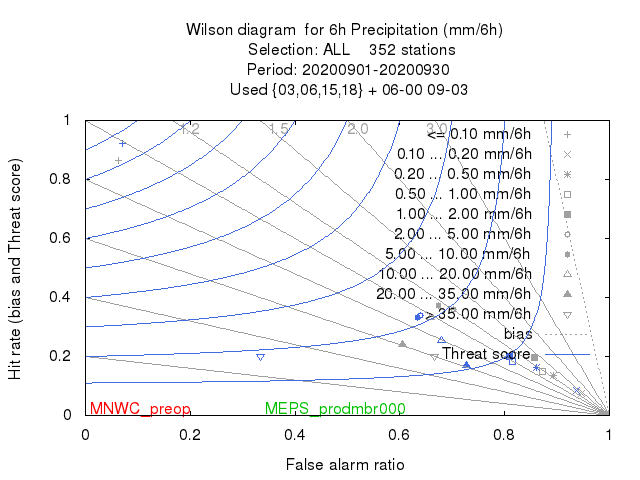 Wilson diagram  for 6h Precipitation (mm/6h)
Selection: ALL    352 stations
Period: 20200901-20200930
Used {03,06,15,18} + 06-00 09-03
Hit rate (bias and Threat score)
1
0.8
0.6
0.4
0.2
0
1.2
1.5
2.0
3.0
<= 0.10 mm/6h
0.10 ... 0.20 mm/6h
0.20 ... 0.50 mm/6h
0.50 ... 1.00 mm/6h
1.00 ... 2.00 mm/6h
2.00 ... 5.00 mm/6h
5.00 ... 10.00 mm/6h
10.00 ... 20.00 mm/6h
20.00 ... 35.00 mm/6h
> 35.00 mm/6h
bias
Threat score
MNWC_preop
MEPS_prodmbr000
0
0.2
0.4
0.6
0.8
1
False alarm ratio